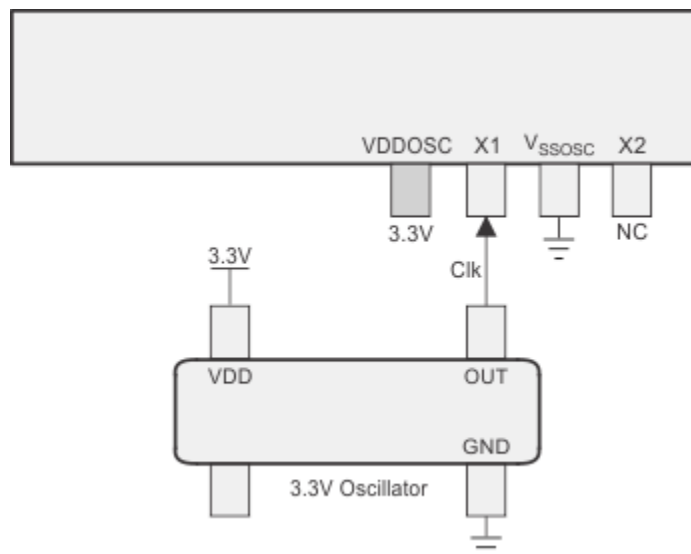 VDDOSC X1 VSSOSC X2
3.3V NC
3.3V
Clk
VDD OUT
GND
3.3V Oscillator